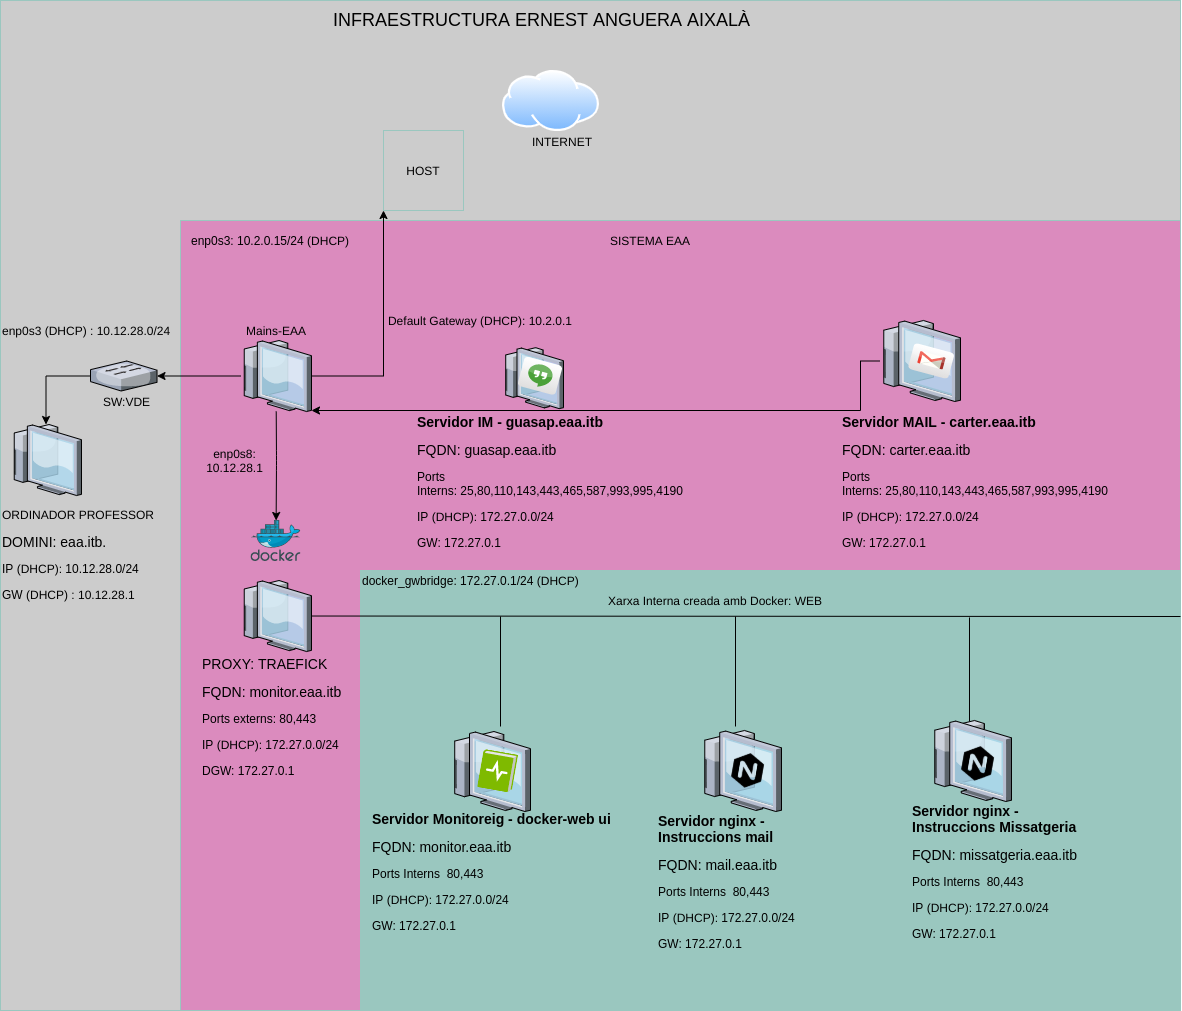 INFRAESTRUCTURA ERNEST ANGUERA AIXALÀ
INTERNET
HOST
enp0s3: 10.2.0.15/24 (DHCP)
SISTEMA EAA
Default Gateway (DHCP): 10.2.0.1
enp0s3 (DHCP) : 10.12.28.0/24
Mains-EAA
SW:VDE
enp0s8:
10.12.28.1
docker
ORDINADOR PROFESSOR
DOMINI: eaa.itb.
IP (DHCP): 10.12.28.0/24
GW (DHCP) : 10.12.28.1
Servidor IM - guasap.eaa.itb
FQDN: guasap.eaa.itb
Ports
Interns: 25,80,110,143,443,465,587,993,995,4190
IP (DHCP): 172.27.0.0/24
GW: 172.27.0.1
Servidor MAIL - carter.eaa.itb
FQDN: carter.eaa.itb
Ports
Interns: 25,80,110,143,443,465,587,993,995,4190
IP (DHCP): 172.27.0.0/24
GW: 172.27.0.1
docker_gwbridge: 172.27.0.1/24 (DHCP)
Xarxa Interna creada amb Docker: WEB
PROXY: TRAEFICK
FQDN: monitor.eaa.itb
Ports externs: 80,443
IP (DHCP): 172.27.0.0/24
DGW: 172.27.0.1
Servidor Monitoreig - docker-web ui
FQDN: monitor.eaa.itb
Ports Interns  80,443
IP (DHCP): 172.27.0.0/24
GW: 172.27.0.1
Servidor nginx -
Instruccions mail
FQDN: mail.eaa.itb
Ports Interns  80,443
IP (DHCP): 172.27.0.0/24
GW: 172.27.0.1
Servidor nginx -
Instruccions Missatgeria
FQDN: missatgeria.eaa.itb
Ports Interns  80,443
IP (DHCP): 172.27.0.0/24
GW: 172.27.0.1